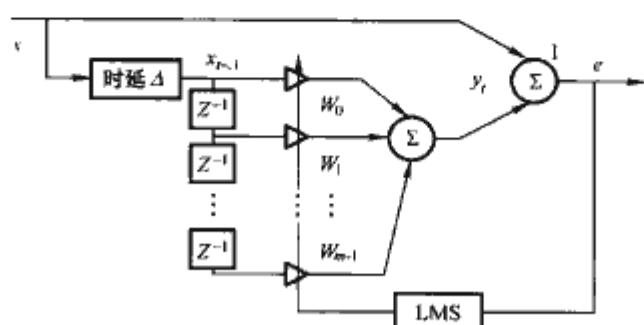 1
x_{t-1}
时延 Δ
y_t
Σ
e
Z⁻¹
W_0
Σ
Z⁻¹
W_1
⋮ ⋮ ⋮
Z⁻¹
W_{m-1}
LMS